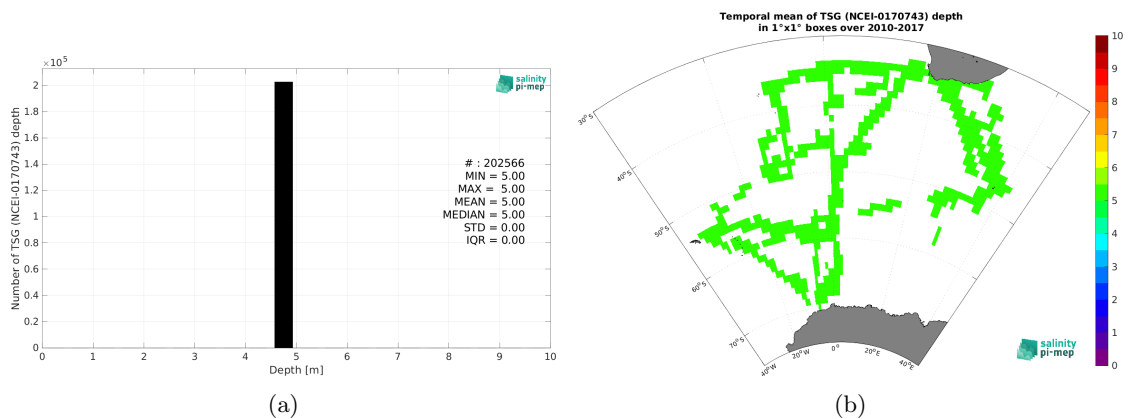 ×10⁵
2
1.8
1.6
1.4
1.2
1
0.8
0.6
0.4
0.2
0
Number of TSG (NCEI-0170743) depth
salinity
pi-mep
# : 202566
MIN = 5.00
MAX = 5.00
MEAN = 5.00
MEDIAN = 5.00
STD = 0.00
IQR = 0.00
0 1 2 3 4 5 6 7 8 9 10
Depth [m]
(a)
Temporal mean of TSG (NCEI-0170743) depth
in 1°x1° boxes over 2010-2017
30°S
40°S
50°S
60°S
70°S
40°W
20°W
0°
20°E
40°E
10
9
8
7
6
5
4
3
2
1
0
salinity
pi-mep
(b)